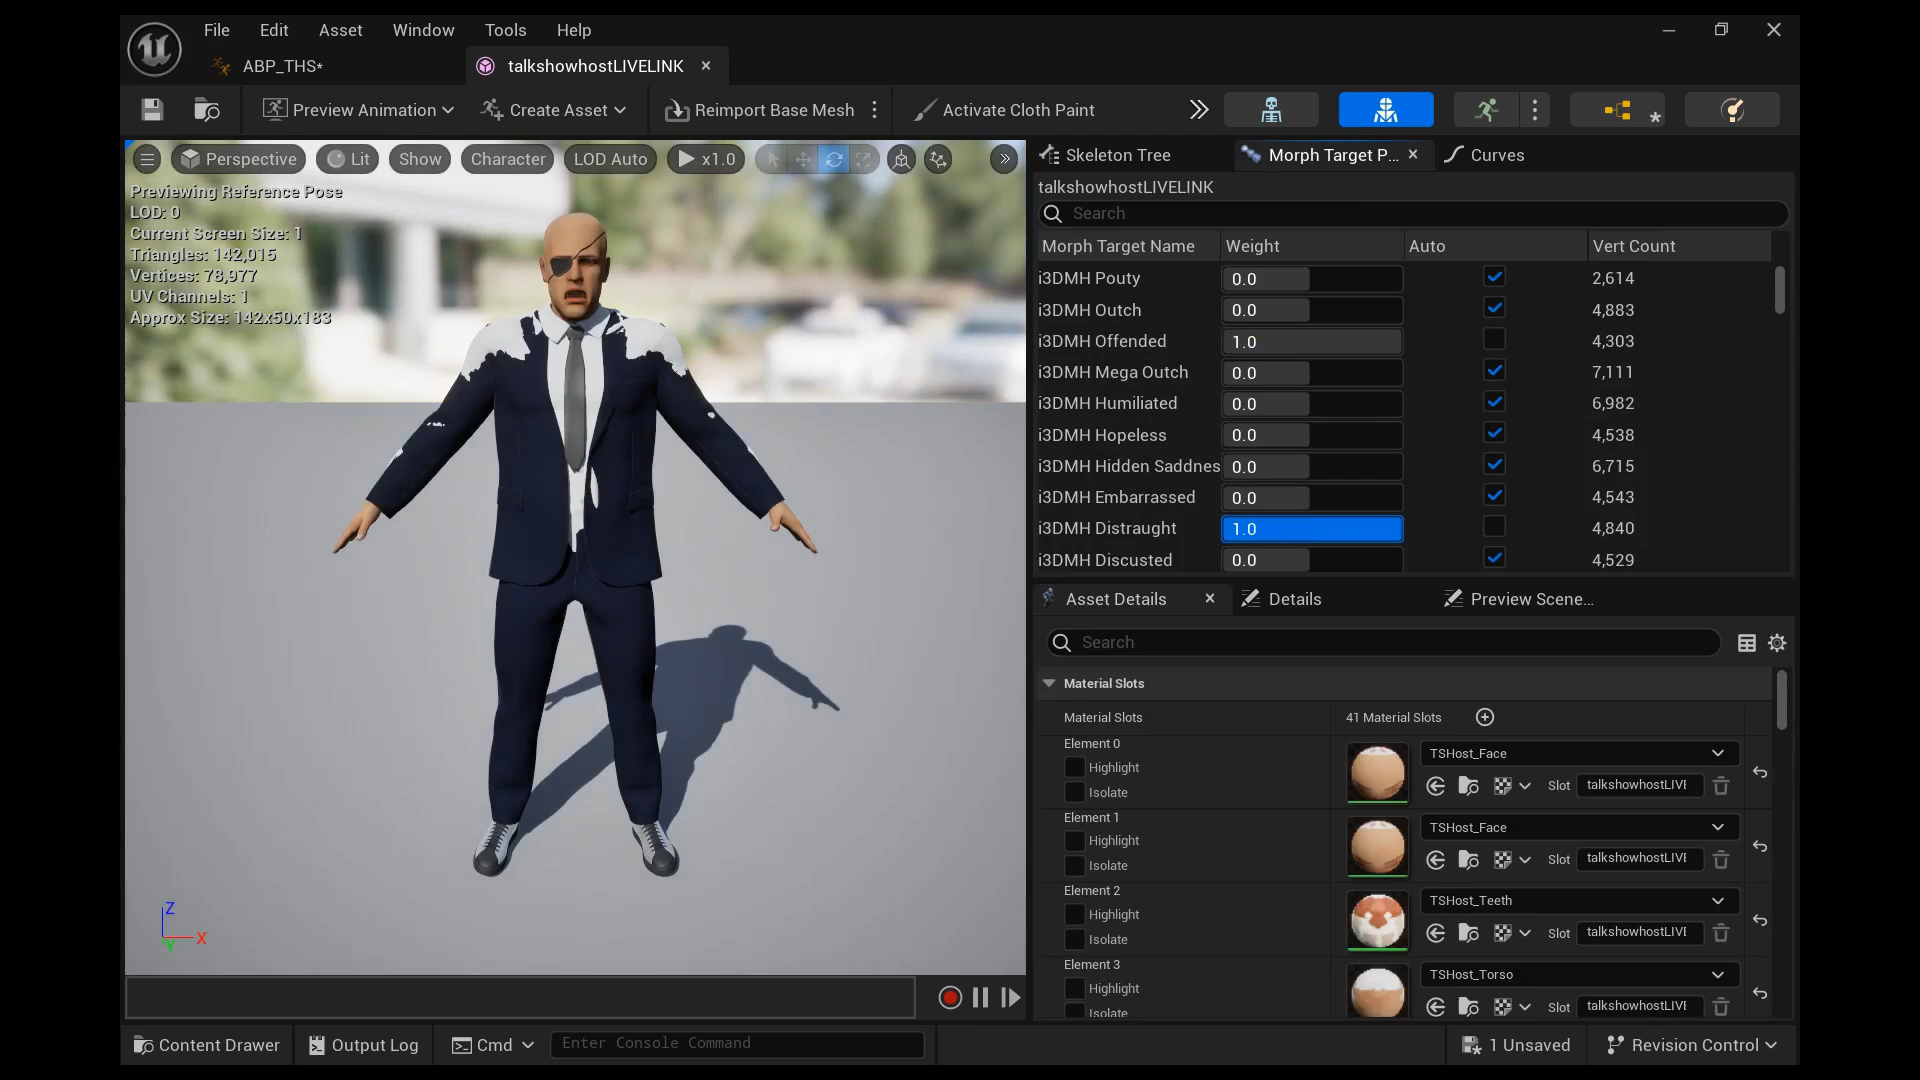 File Edit Asset Window Tools Help
ABP_THS* talkshowhostLIVELINK
Preview Animation Create Asset Reimport Base Mesh Activate Cloth Paint
Perspective Lit Show Character LOD Auto x1.0
Previewing Reference Pose
LOD: 0
Current Screen Size: 1
Triangles: 142,015
Vertices: 78,977
UV Channels: 1
Approx Size: 142x50x183
Z
X
Y
Skeleton Tree Morph Target P... Curves
talkshowhostLIVELINK
Search
Morph Target Name Weight Auto Vert Count
i3DMH Pouty 0.0 2,614
i3DMH Outch 0.0 4,883
i3DMH Offended 1.0 4,303
i3DMH Mega Outch 0.0 7,111
i3DMH Humiliated 0.0 6,982
i3DMH Hopeless 0.0 4,538
i3DMH Hidden Saddnes 0.0 6,715
i3DMH Embarrassed 0.0 4,543
i3DMH Distraught 1.0 4,840
i3DMH Discusted 0.0 4,529
Asset Details Details Preview Scene...
Search
Material Slots
Material Slots 41 Material Slots
Element 0
Highlight
Isolate
TSHost_Face
Slot talkshowhostLIVE
Element 1
Highlight
Isolate
TSHost_Face
Slot talkshowhostLIVE
Element 2
Highlight
Isolate
TSHost_Teeth
Slot talkshowhostLIVE
Element 3
Highlight
Isolate
TSHost_Torso
Slot talkshowhostLIVE
Content Drawer Output Log Cmd Enter Console Command 1 Unsaved Revision Control